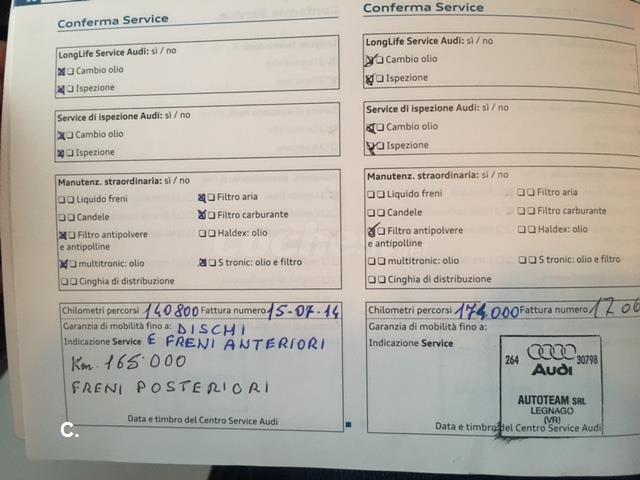 Conferma Service
LongLife Service Audi: sì / no
Cambio olio
Ispezione
Service di ispezione Audi: sì / no
Cambio olio
Ispezione
Manutenz. straordinaria: sì / no
Liquido freni
Filtro aria
Candele
Filtro carburante
Filtro antipolvere
e antipolline
Haldex: olio
multitronic: olio
S tronic: olio e filtro
Cinghia di distribuzione
Chilometri percorsi 140800 Fattura numero 15-07-14
Garanzia di mobilità fino a: DISCHI
Indicazione Service E FRENI ANTERIORI
Km. 165.000
FRENI POSTERIORI
Data e timbro del Centro Service Audi
C.
Conferma Service
LongLife Service Audi: sì / no
Cambio olio
Ispezione
Service di ispezione Audi: sì / no
Cambio olio
Ispezione
Manutenz. straordinaria: sì / no
Liquido freni
Filtro aria
Candele
Filtro carburante
Filtro antipolvere
e antipolline
Haldex: olio
multitronic: olio
S tronic: olio e filtro
Cinghia di distribuzione
Chilometri percorsi 174000 Fattura numero
Garanzia di mobilità fino a:
Indicazione Service
264 30798
Audi
AUTOTEAM SRL
LEGNAGO
(VR)
Data e timbro del Centro Service Audi